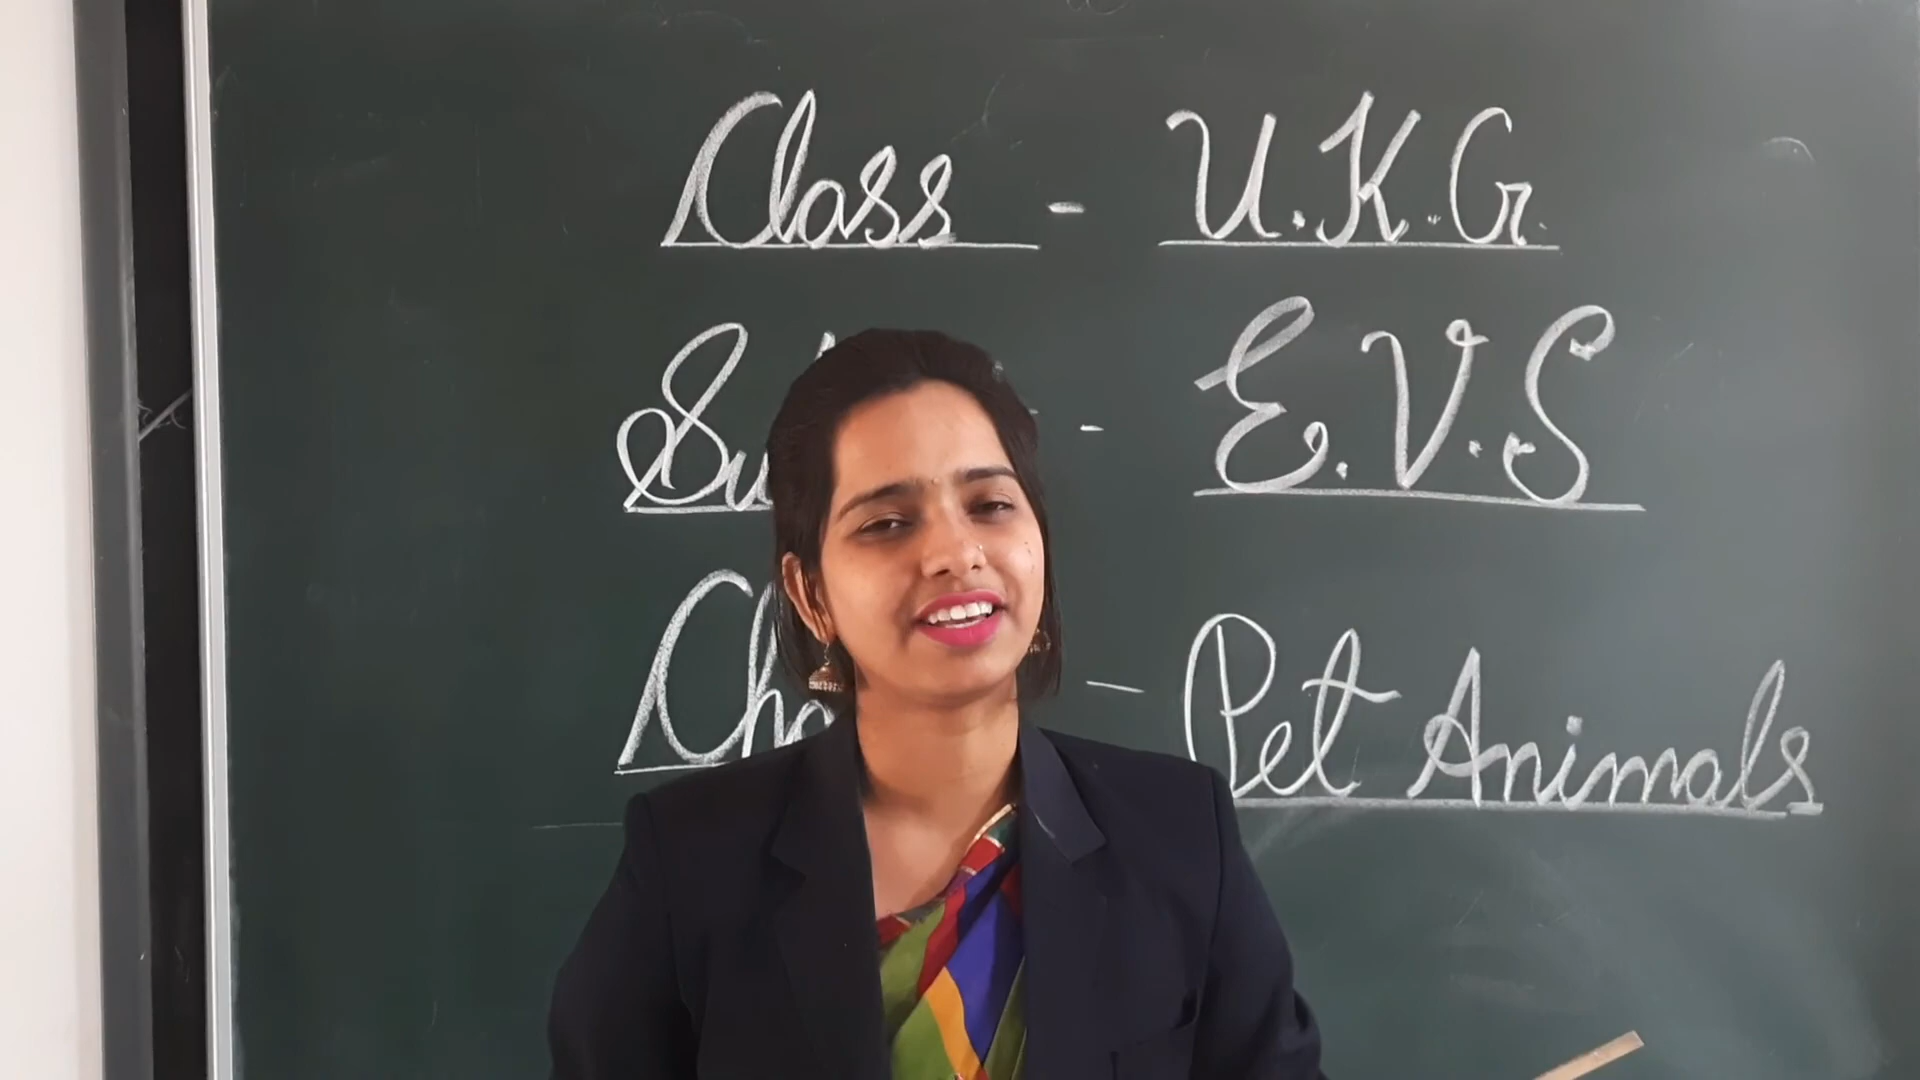 Class - U.K.G.
- E.V.S
- Pet Animals